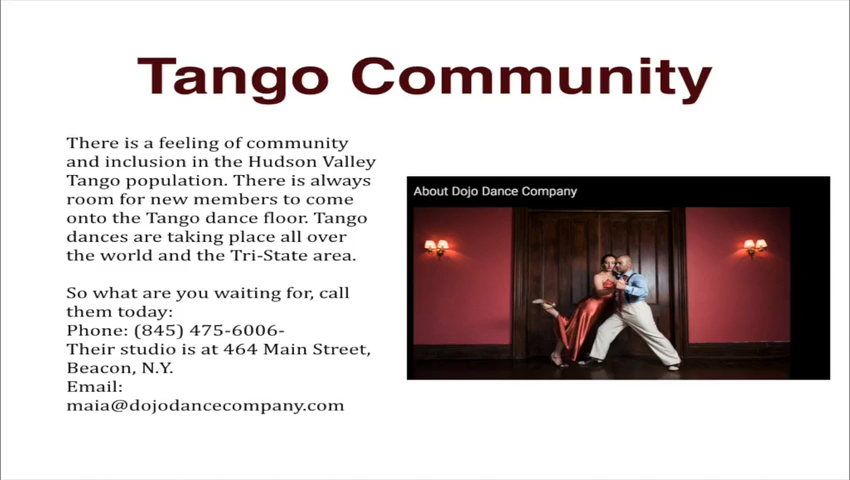 Tango Community
There is a feeling of community
and inclusion in the Hudson Valley
Tango population. There is always
room for new members to come
onto the Tango dance floor. Tango
dances are taking place all over
the world and the Tri-State area.
So what are you waiting for, call
them today:
Phone: (845) 475-6006-
Their studio is at 464 Main Street,
Beacon, N.Y.
Email:
maia@dojodancecompany.com
About Dojo Dance Company